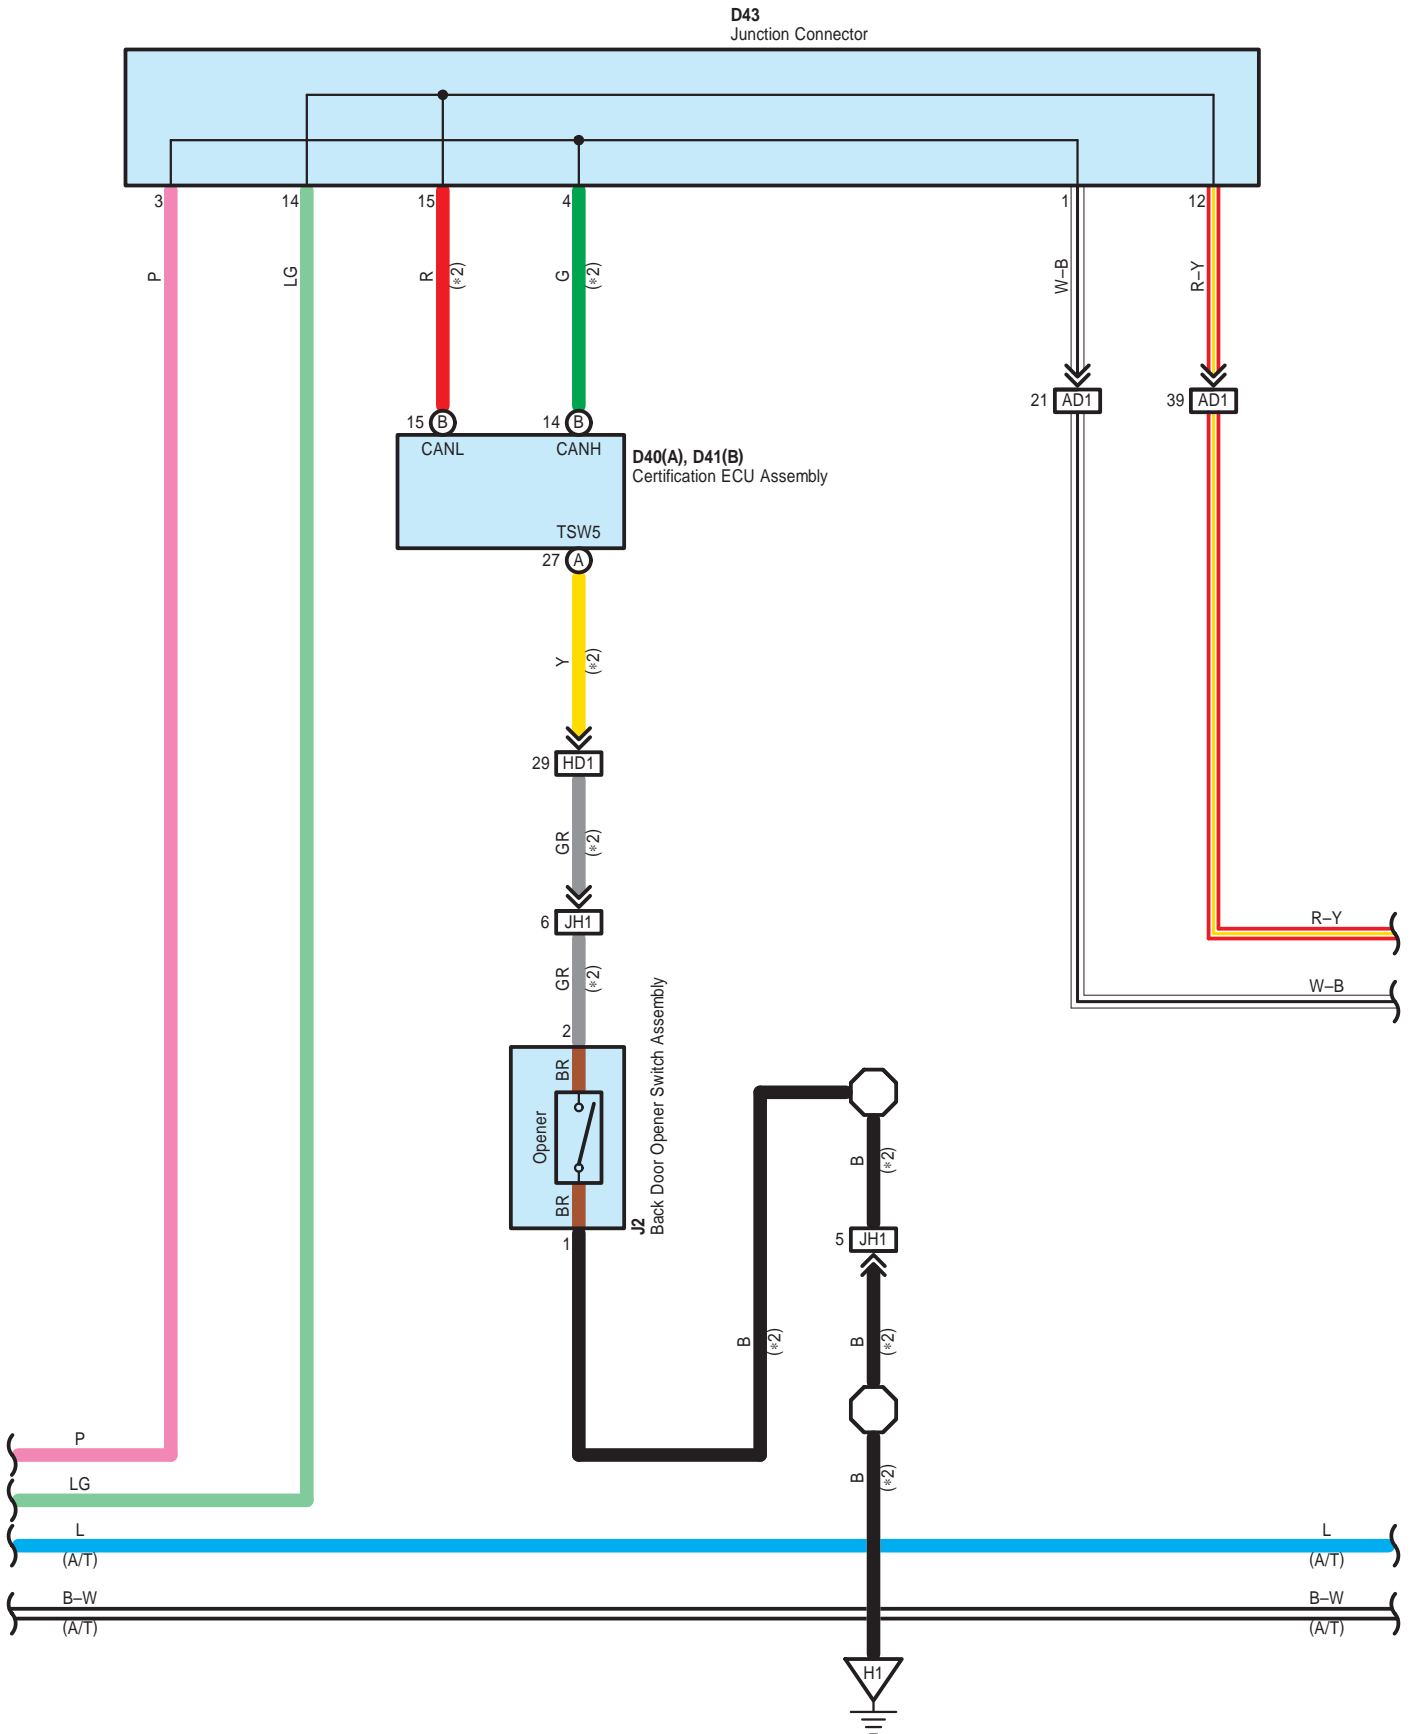 D43
Junction Connector
3
14
15
4
1
12
P
LG
R
(*2)
G
(*2)
W–B
R–Y
21
AD1
39
AD1
15
B
14
B
CANL
CANH
D40(A), D41(B)
Certification ECU Assembly
TSW5
27
A
Y
(*2)
29
HD1
GR
(*2)
6
JH1
GR
(*2)
R–Y
W–B
2
BR
Opener
BR
J2
Back Door Opener Switch Assembly
1
B
(*2)
5
JH1
B
(*2)
B
(*2)
P
B
(*2)
LG
L
(A/T)
L
(A/T)
B–W
(A/T)
B–W
(A/T)
H1